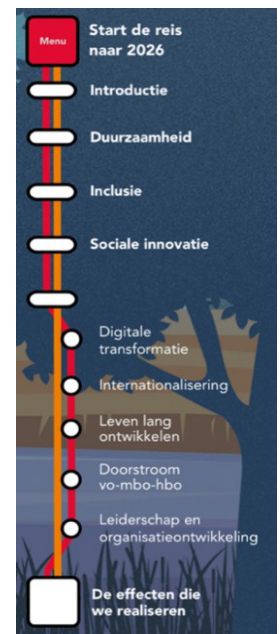 Menu
Start de reis
naar 2026
Introductie
Duurzaamheid
Inclusie
Sociale innovatie
Digitale
transformatie
Internationalisering
Leven lang
ontwikkelen
Doorstroom
vo-mbo-hbo
Leiderschap en
organisatieontwikkeling
De effecten die
we realiseren